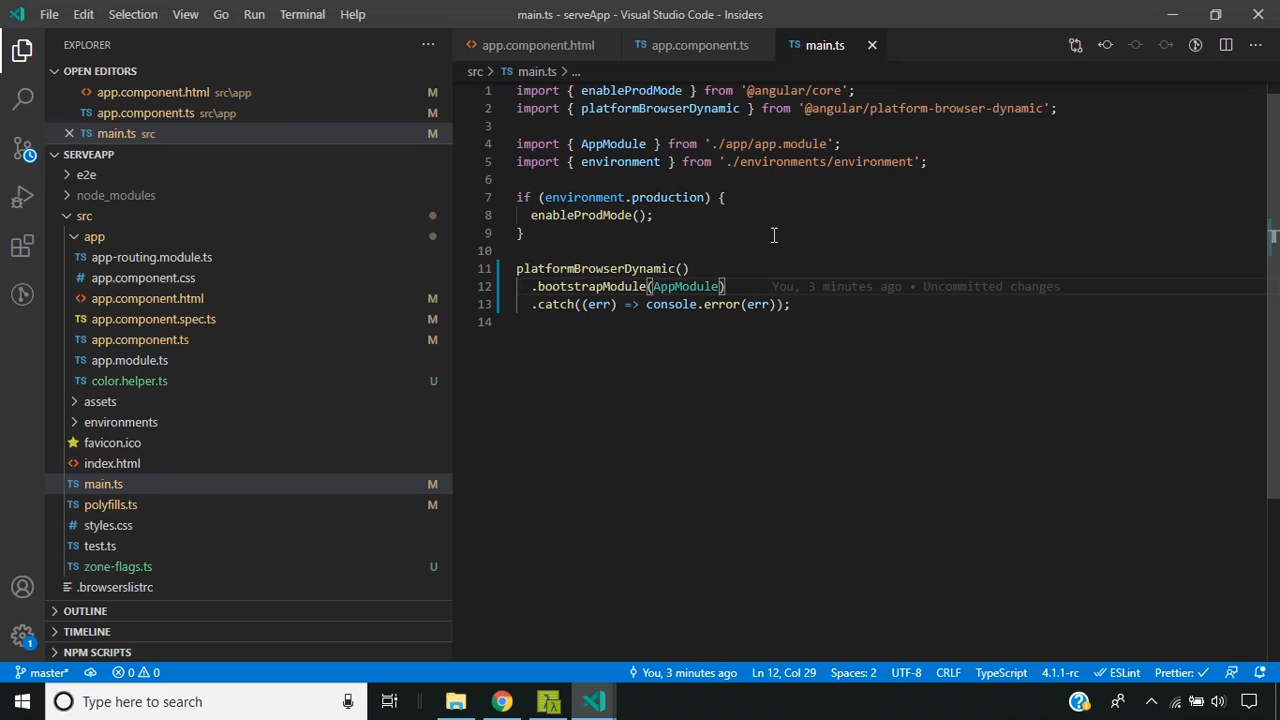 File Edit Selection View Go Run Terminal Help main.ts - serveApp - Visual Studio Code - Insiders
EXPLORER
app.component.html app.component.ts main.ts
OPEN EDITORS
app.component.html src\app M
app.component.ts src\app M
main.ts src M
SERVEAPP
e2e
node_modules
src
app
app-routing.module.ts
app.component.css
app.component.html M
app.component.spec.ts M
app.component.ts M
app.module.ts
color.helper.ts U
assets
environments
favicon.ico
index.html
main.ts M
polyfills.ts M
styles.css
test.ts
zone-flags.ts U
.browserslistrc
OUTLINE
TIMELINE
NPM SCRIPTS
src > main.ts > ...
1 import { enableProdMode } from '@angular/core';
2 import { platformBrowserDynamic } from '@angular/platform-browser-dynamic';
3
4 import { AppModule } from './app/app.module';
5 import { environment } from './environments/environment';
6
7 if (environment.production) {
8 enableProdMode();
9 }
10
11 platformBrowserDynamic()
12 .bootstrapModule(AppModule) You, 3 minutes ago • Uncommitted changes
13 .catch((err) => console.error(err));
14
master* 0 0 You, 3 minutes ago Ln 12, Col 29 Spaces: 2 UTF-8 CRLF TypeScript 4.1.1-rc ESLint Prettier: ✓
Type here to search